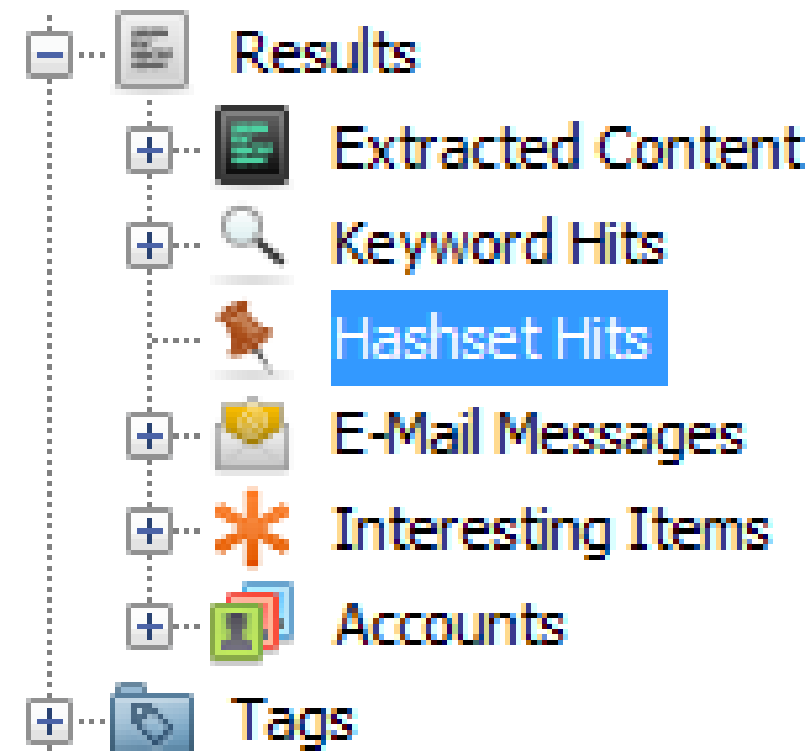 Results
Extracted Content
Keyword Hits
Hashset Hits
E-Mail Messages
Interesting Items
Accounts
Tags